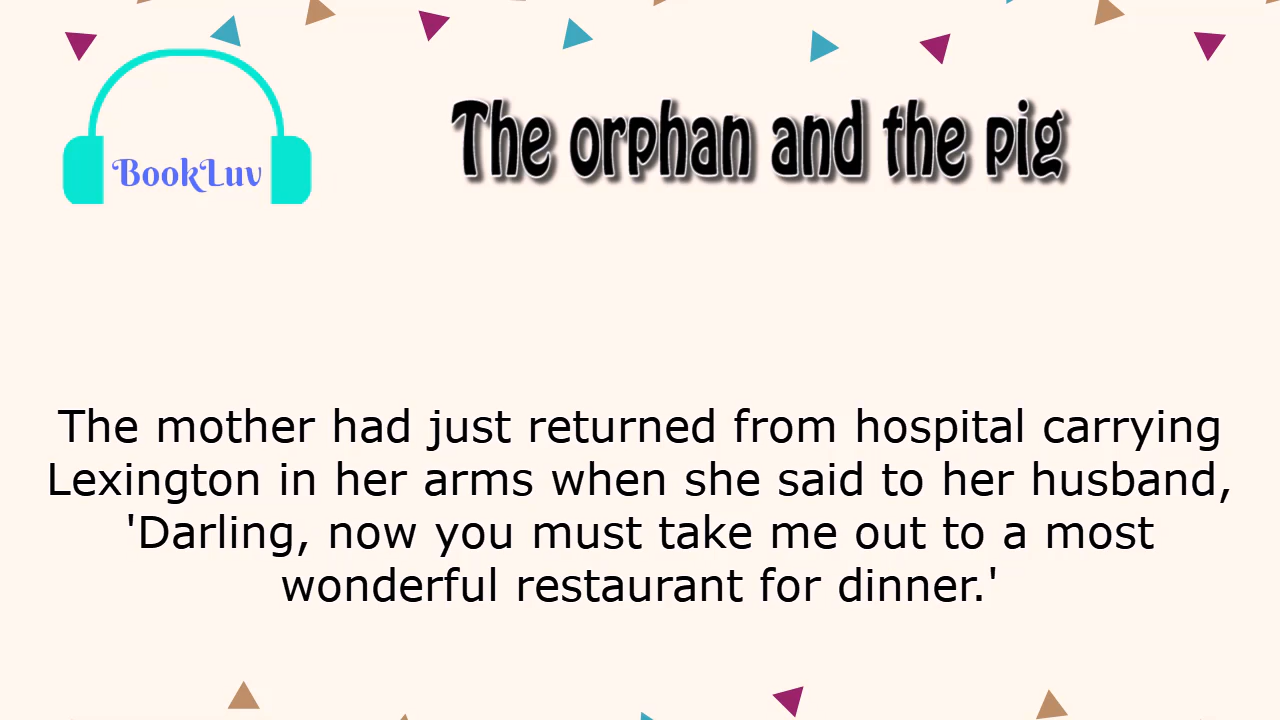 BookLuv
The orphan and the pig
The mother had just returned from hospital carrying
Lexington in her arms when she said to her husband,
'Darling, now you must take me out to a most
wonderful restaurant for dinner.'